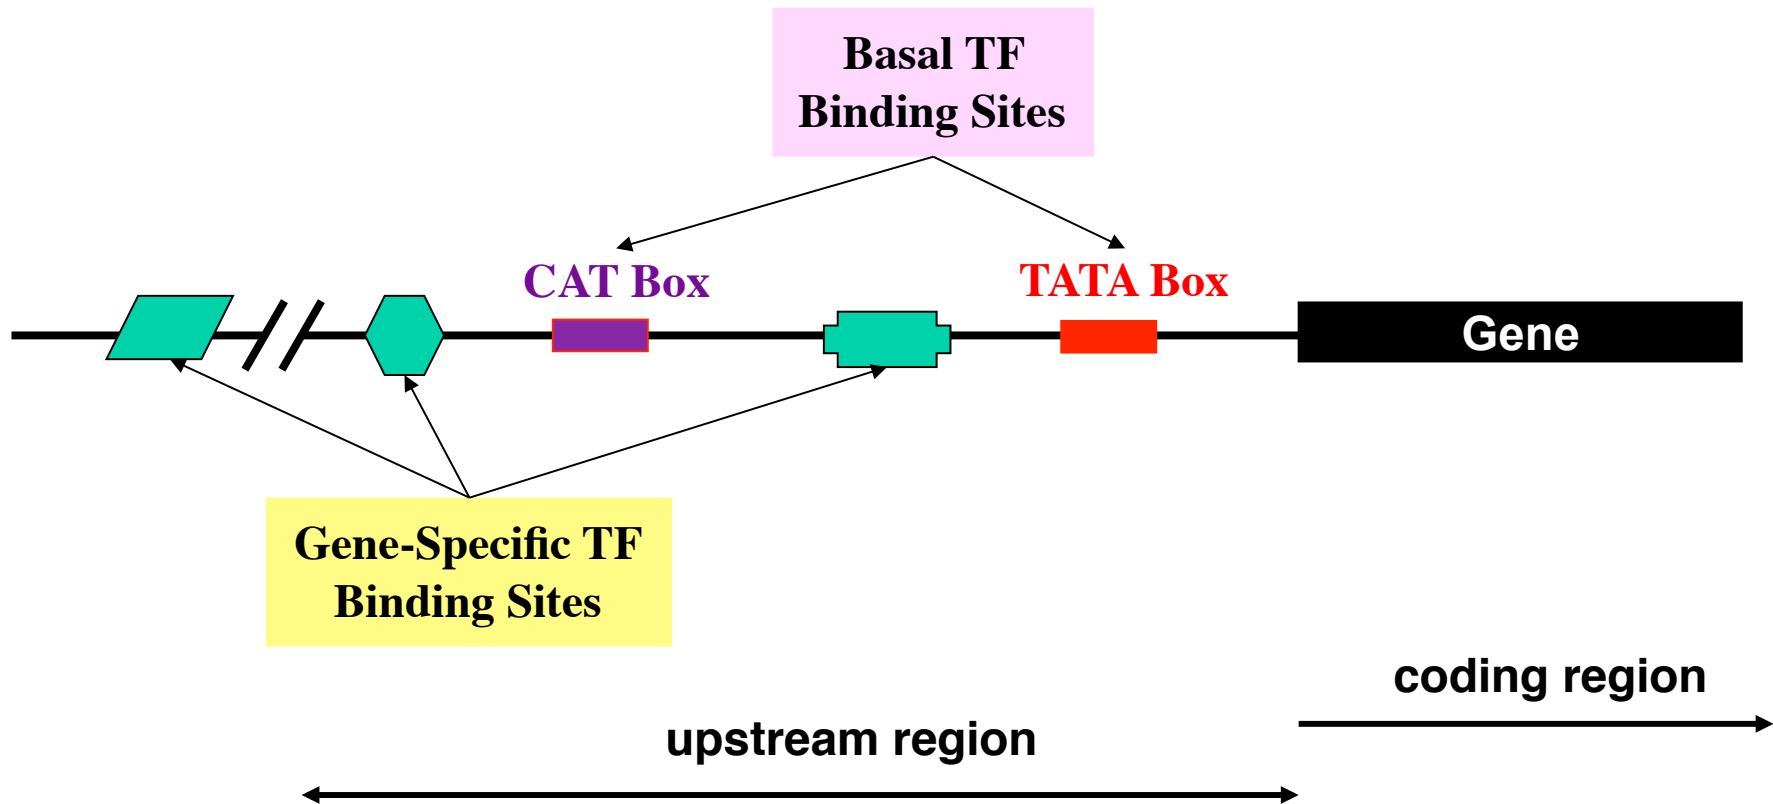 Basal TF
Binding Sites
CAT Box
TATA Box
Gene
Gene-Specific TF
Binding Sites
coding region
upstream region